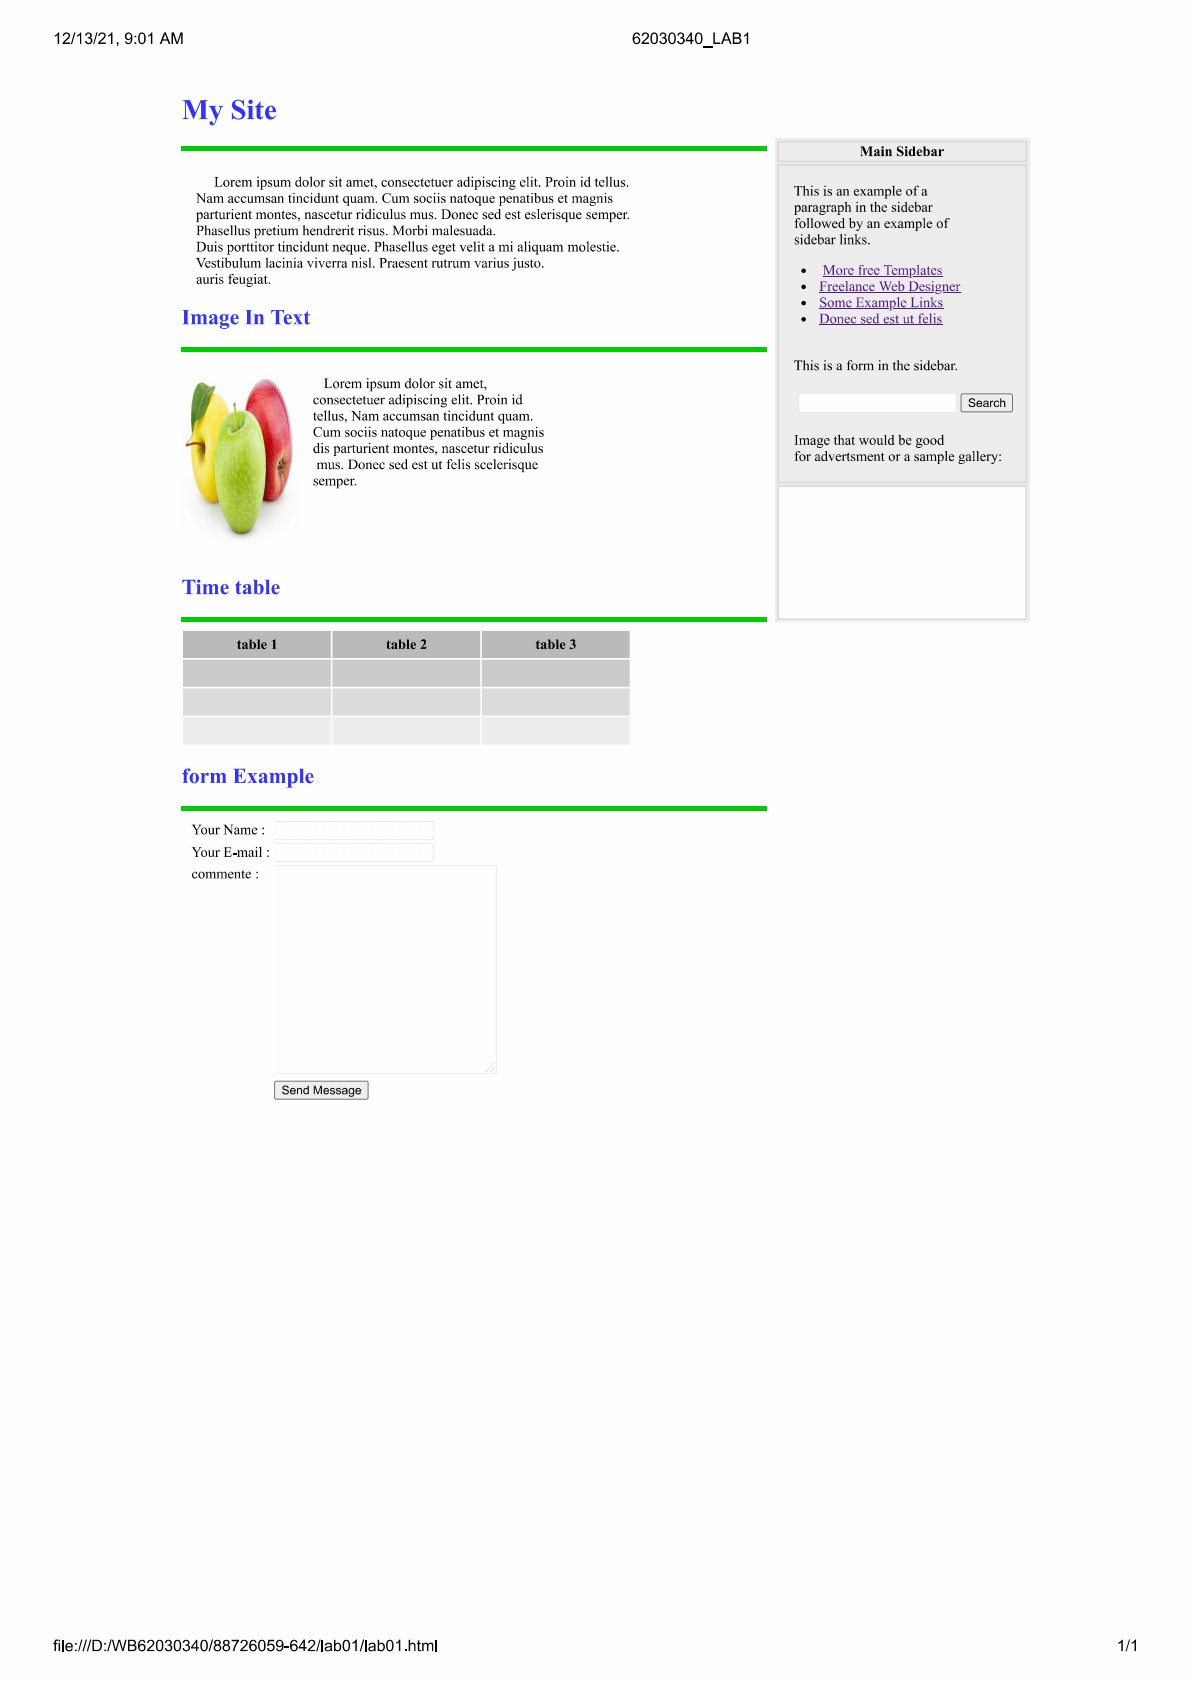 12/13/21, 9:01 AM
62030340_LAB1
My Site
Lorem ipsum dolor sit amet, consectetuer adipiscing elit. Proin id tellus.
Nam accumsan tincidunt quam. Cum sociis natoque penatibus et magnis
parturient montes, nascetur ridiculus mus. Donec sed est eslerisque semper.
Phasellus pretium hendrerit risus. Morbi malesuada.
Duis porttitor tincidunt neque. Phasellus eget velit a mi aliquam molestie.
Vestibulum lacinia viverra nisl. Praesent rutrum varius justo.
auris feugiat.
Image In Text
Lorem ipsum dolor sit amet,
consectetuer adipiscing elit. Proin id
tellus, Nam accumsan tincidunt quam.
Cum sociis natoque penatibus et magnis
dis parturient montes, nascetur ridiculus
mus. Donec sed est ut felis scelerisque
semper.
Time table
table 1 table 2 table 3
form Example
Your Name :
Your E-mail :
commente :
Send Message
Main Sidebar
This is an example of a
paragraph in the sidebar
followed by an example of
sidebar links.
• More free Templates
• Freelance Web Designer
• Some Example Links
• Donec sed est ut felis
This is a form in the sidebar.
Search
Image that would be good
for advertsment or a sample gallery:
file:///D:/WB62030340/88726059-642/lab01/lab01.html
1/1